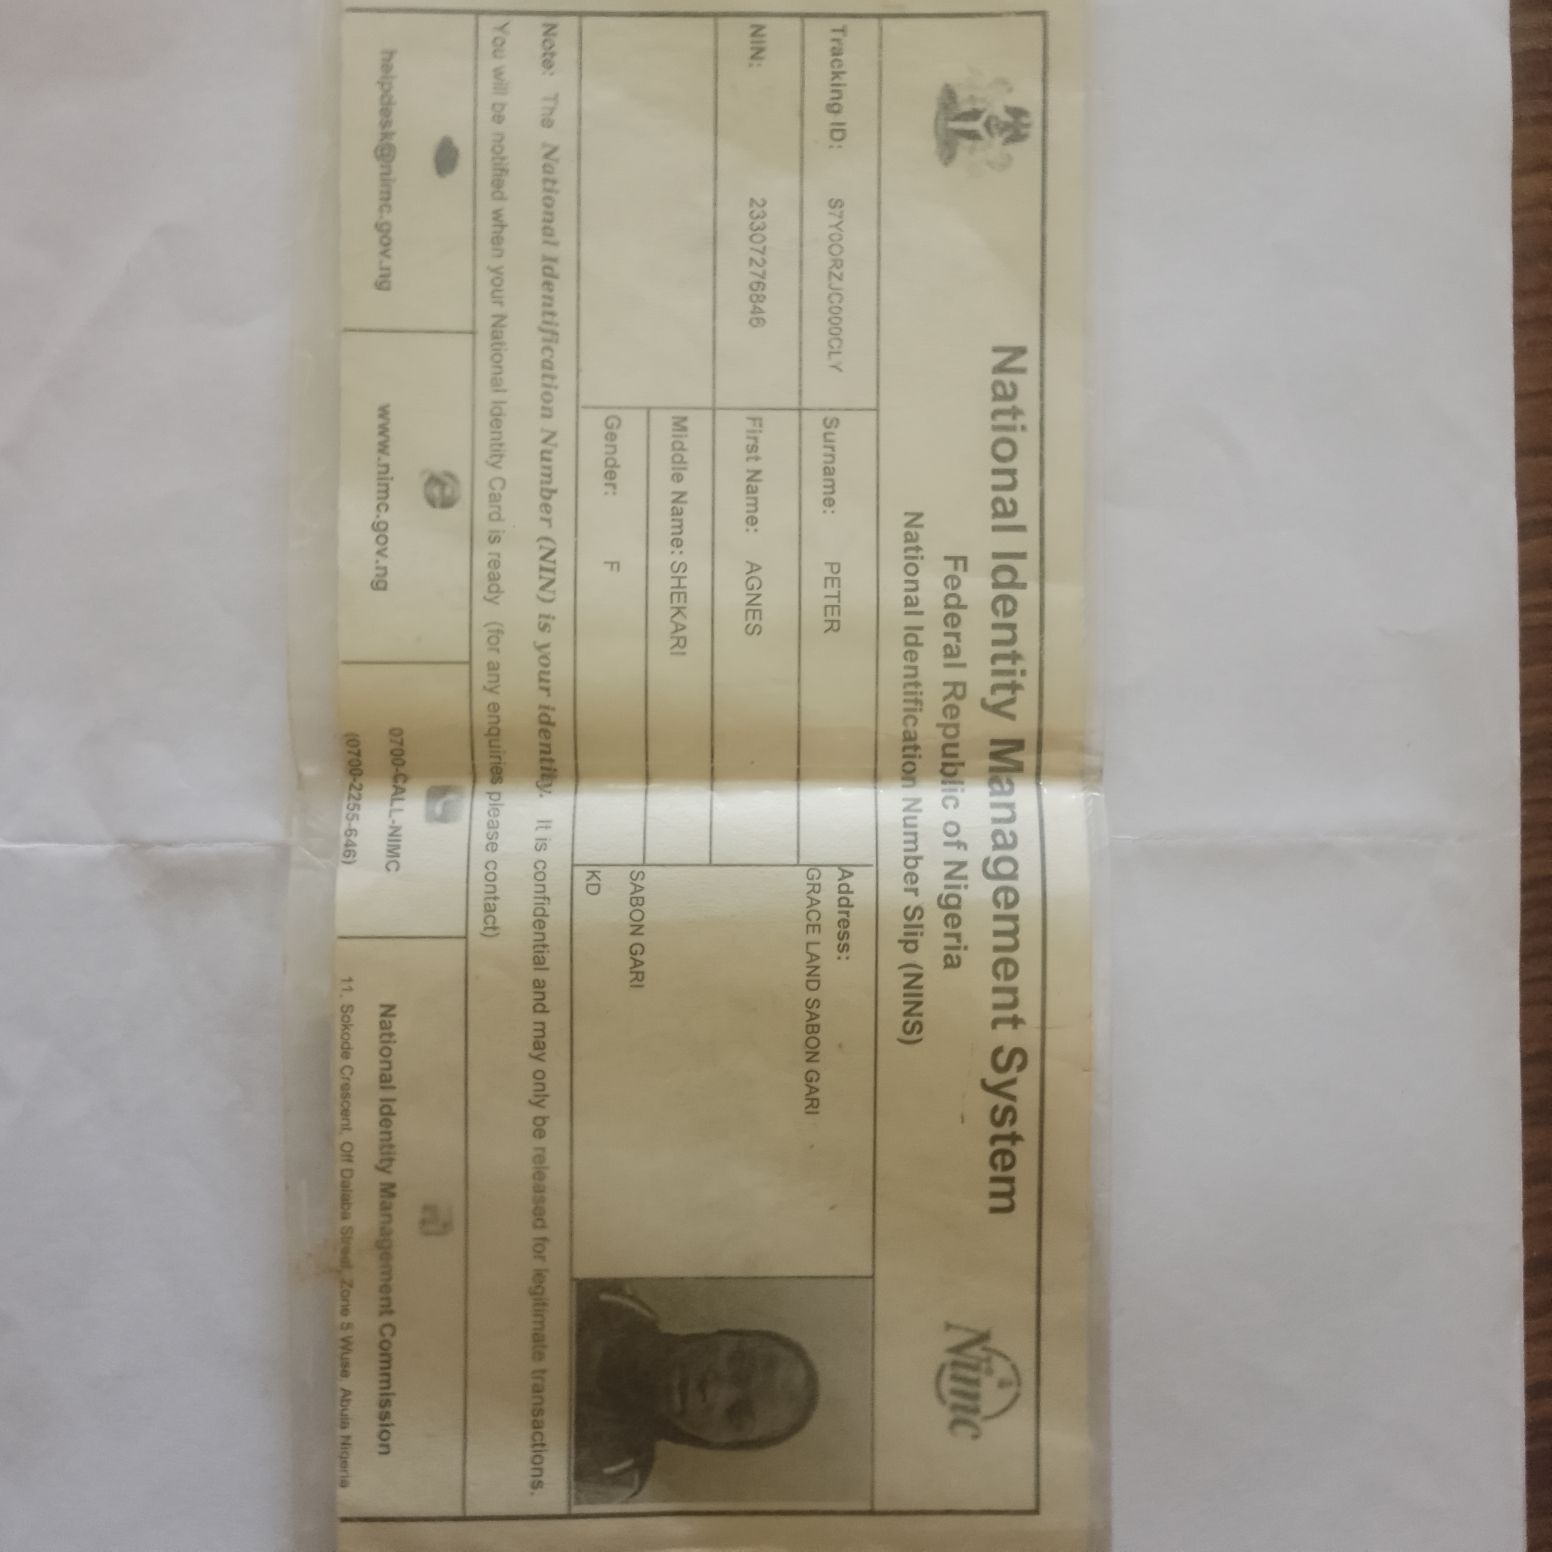 National Identity Management System
Federal Republic of Nigeria
National Identification Number Slip (NINS)
Nimc
Tracking ID: S7Y0ORZJC000CLY
Surname: PETER
Address:
GRACE LAND SABON GARI
NIN: 23307276846
First Name: AGNES
Middle Name: SHEKARI
SABON GARI
Gender: F
KD
Note: The National Identification Number (NIN) is your identity. It is confidential and may only be released for legitimate transactions.
You will be notified when your National Identity Card is ready (for any enquiries please contact)
helpdesk@nimc.gov.ng
www.nimc.gov.ng
0700-CALL-NIMC
(0700-2255-646)
National Identity Management Commission
11, Sokode Crescent, Off Dalaba Street, Zone 5 Wuse, Abuja Nigeria